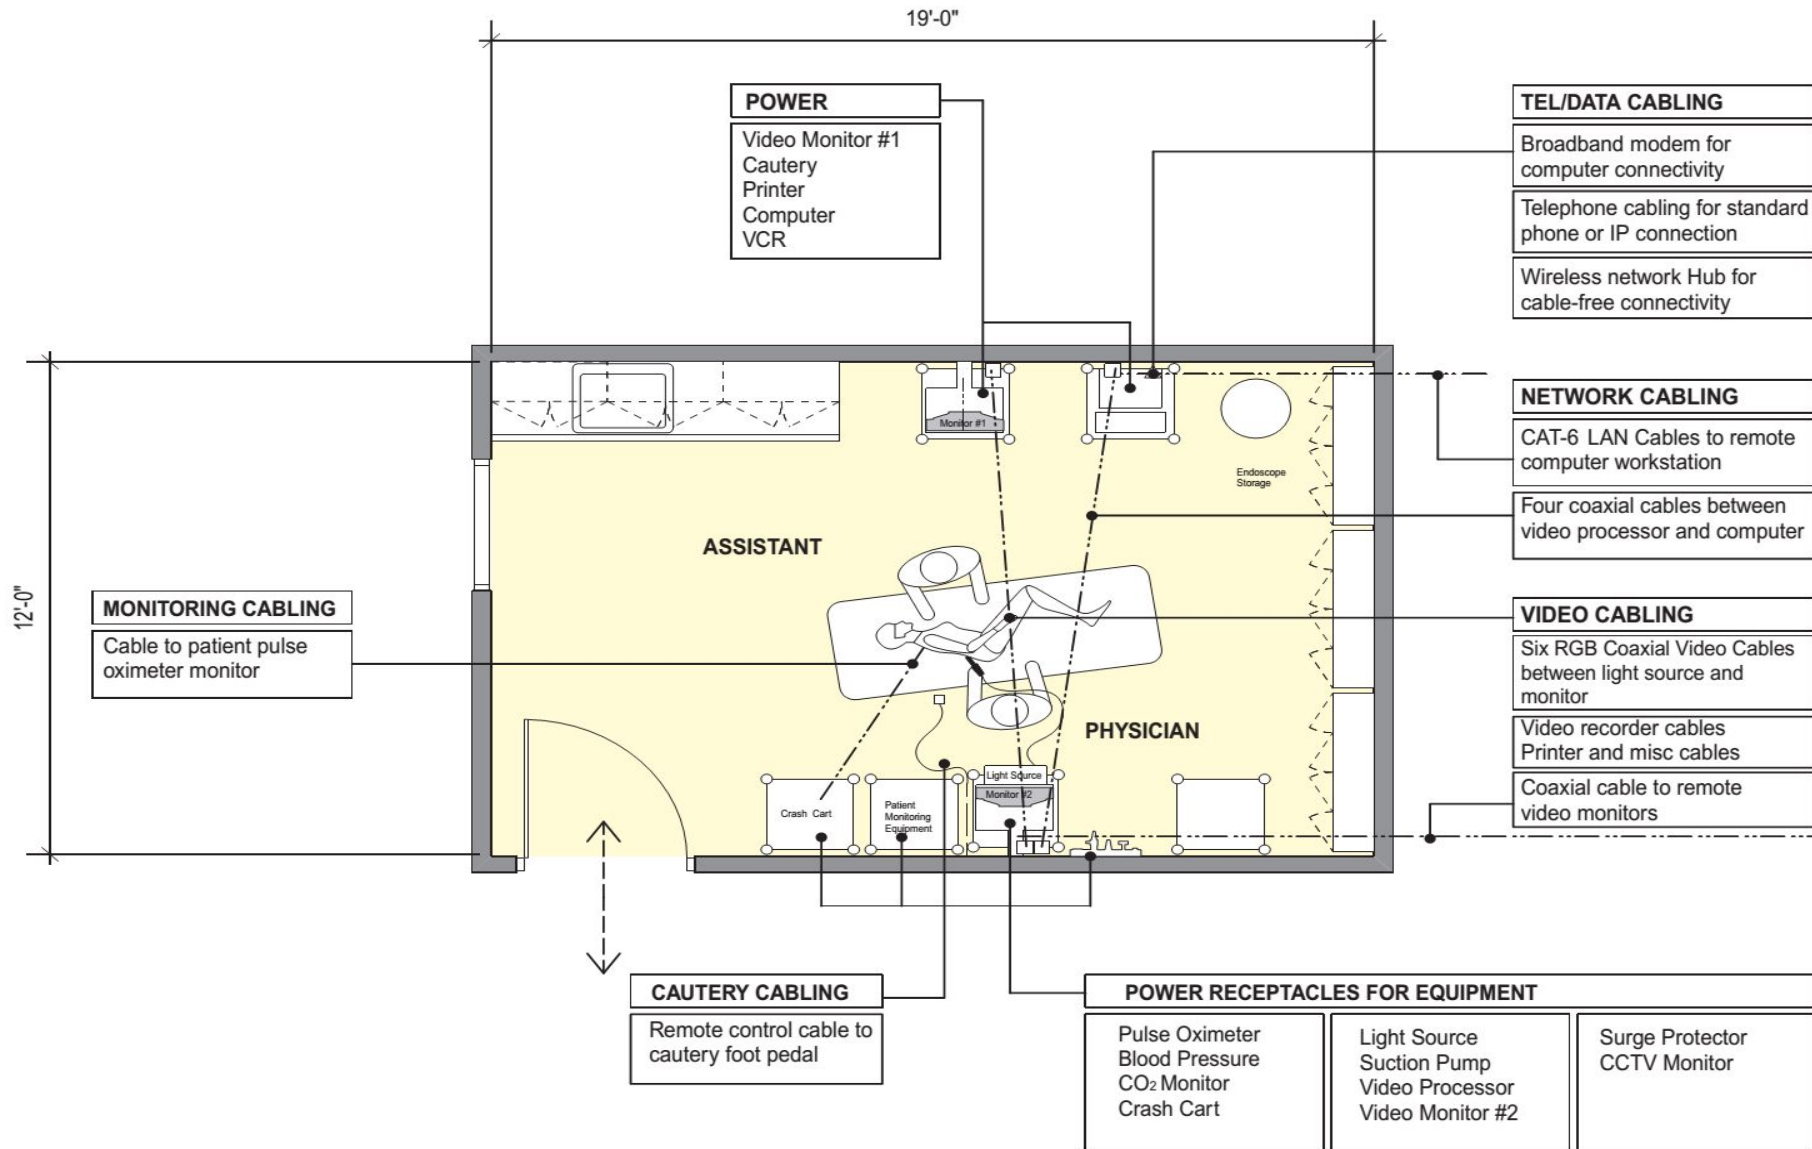 19'-0"
POWER
Video Monitor #1
Cautery
Printer
Computer
VCR
TEL/DATA CABLING
Broadband modem for
computer connectivity
Telephone cabling for standard
phone or IP connection
Wireless network Hub for
cable-free connectivity
NETWORK CABLING
CAT-6 LAN Cables to remote
computer workstation
Four coaxial cables between
video processor and computer
VIDEO CABLING
Six RGB Coaxial Video Cables
between light source and
monitor
Video recorder cables
Printer and misc cables
Coaxial cable to remote
video monitors
12'-0"
MONITORING CABLING
Cable to patient pulse
oximeter monitor
Monitor #1
Endoscope
Storage
ASSISTANT
PHYSICIAN
Light Source
Monitor #2
Crash Cart
Patient
Monitoring
Equipment
CAUTERY CABLING
Remote control cable to
cautery foot pedal
POWER RECEPTACLES FOR EQUIPMENT
Pulse Oximeter
Blood Pressure
CO₂ Monitor
Crash Cart
Light Source
Suction Pump
Video Processor
Video Monitor #2
Surge Protector
CCTV Monitor